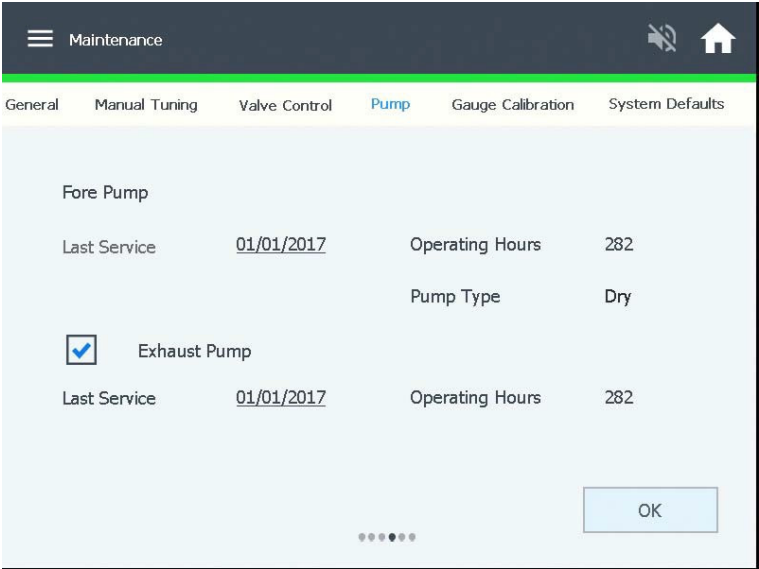 Maintenance
General Manual Tuning Valve Control Pump Gauge Calibration System Defaults
Fore Pump
Last Service 01/01/2017 Operating Hours 282
Pump Type Dry
Exhaust Pump
Last Service 01/01/2017 Operating Hours 282
OK